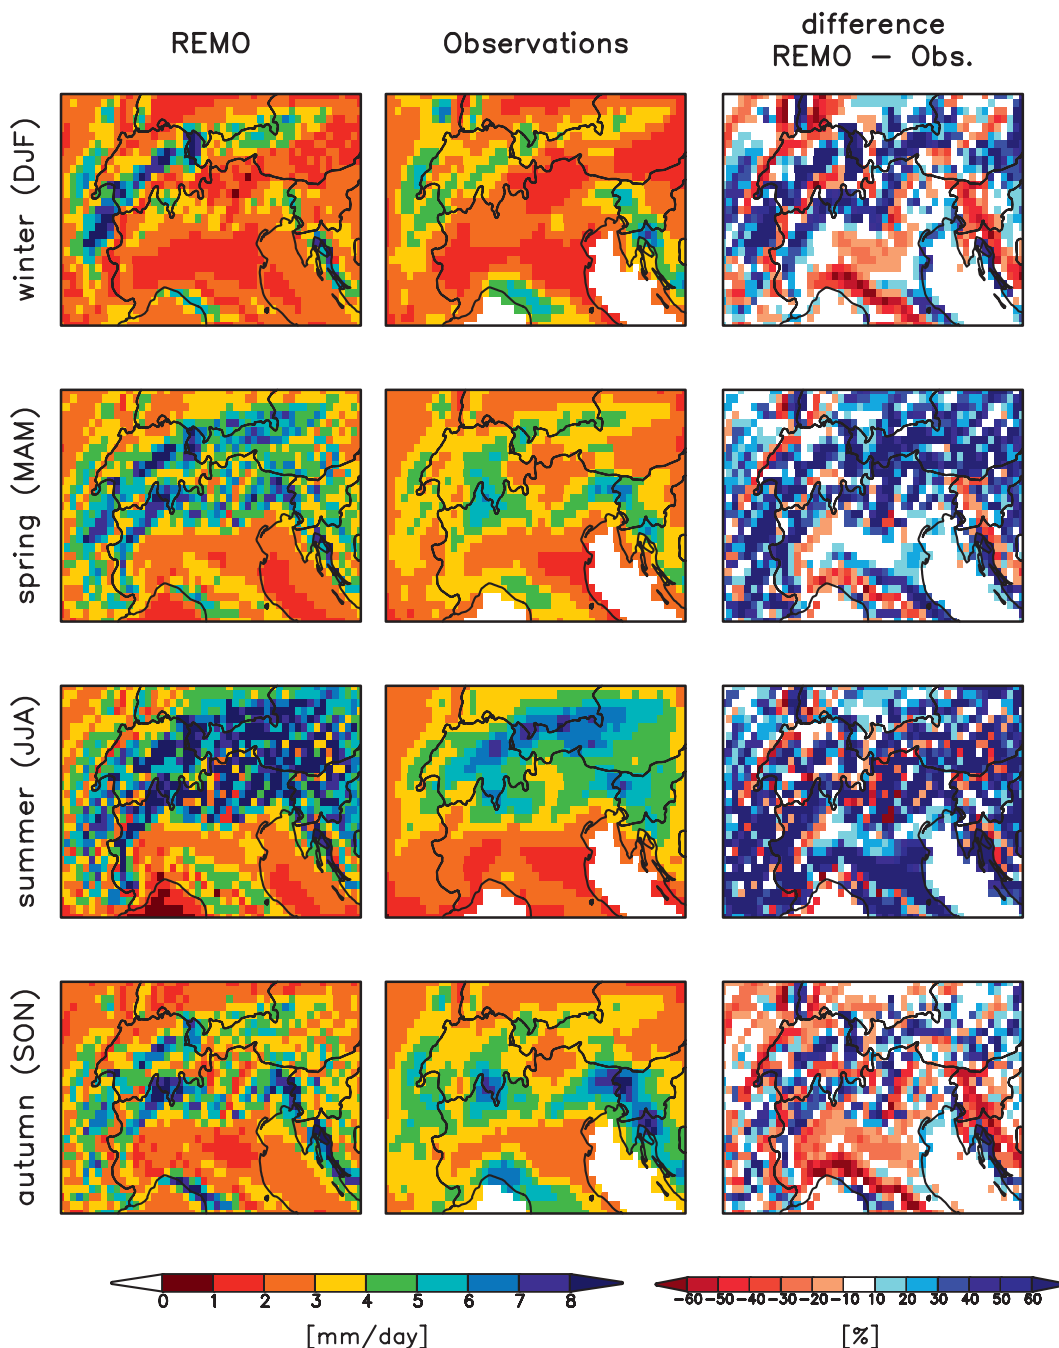 REMO
Observations
difference
REMO – Obs.
winter (DJF)
spring (MAM)
summer (JJA)
autumn (SON)
0 1 2 3 4 5 6 7 8
[mm/day]
−60 −50 −40 −30 −20 −10 10 20 30 40 50 60
[%]